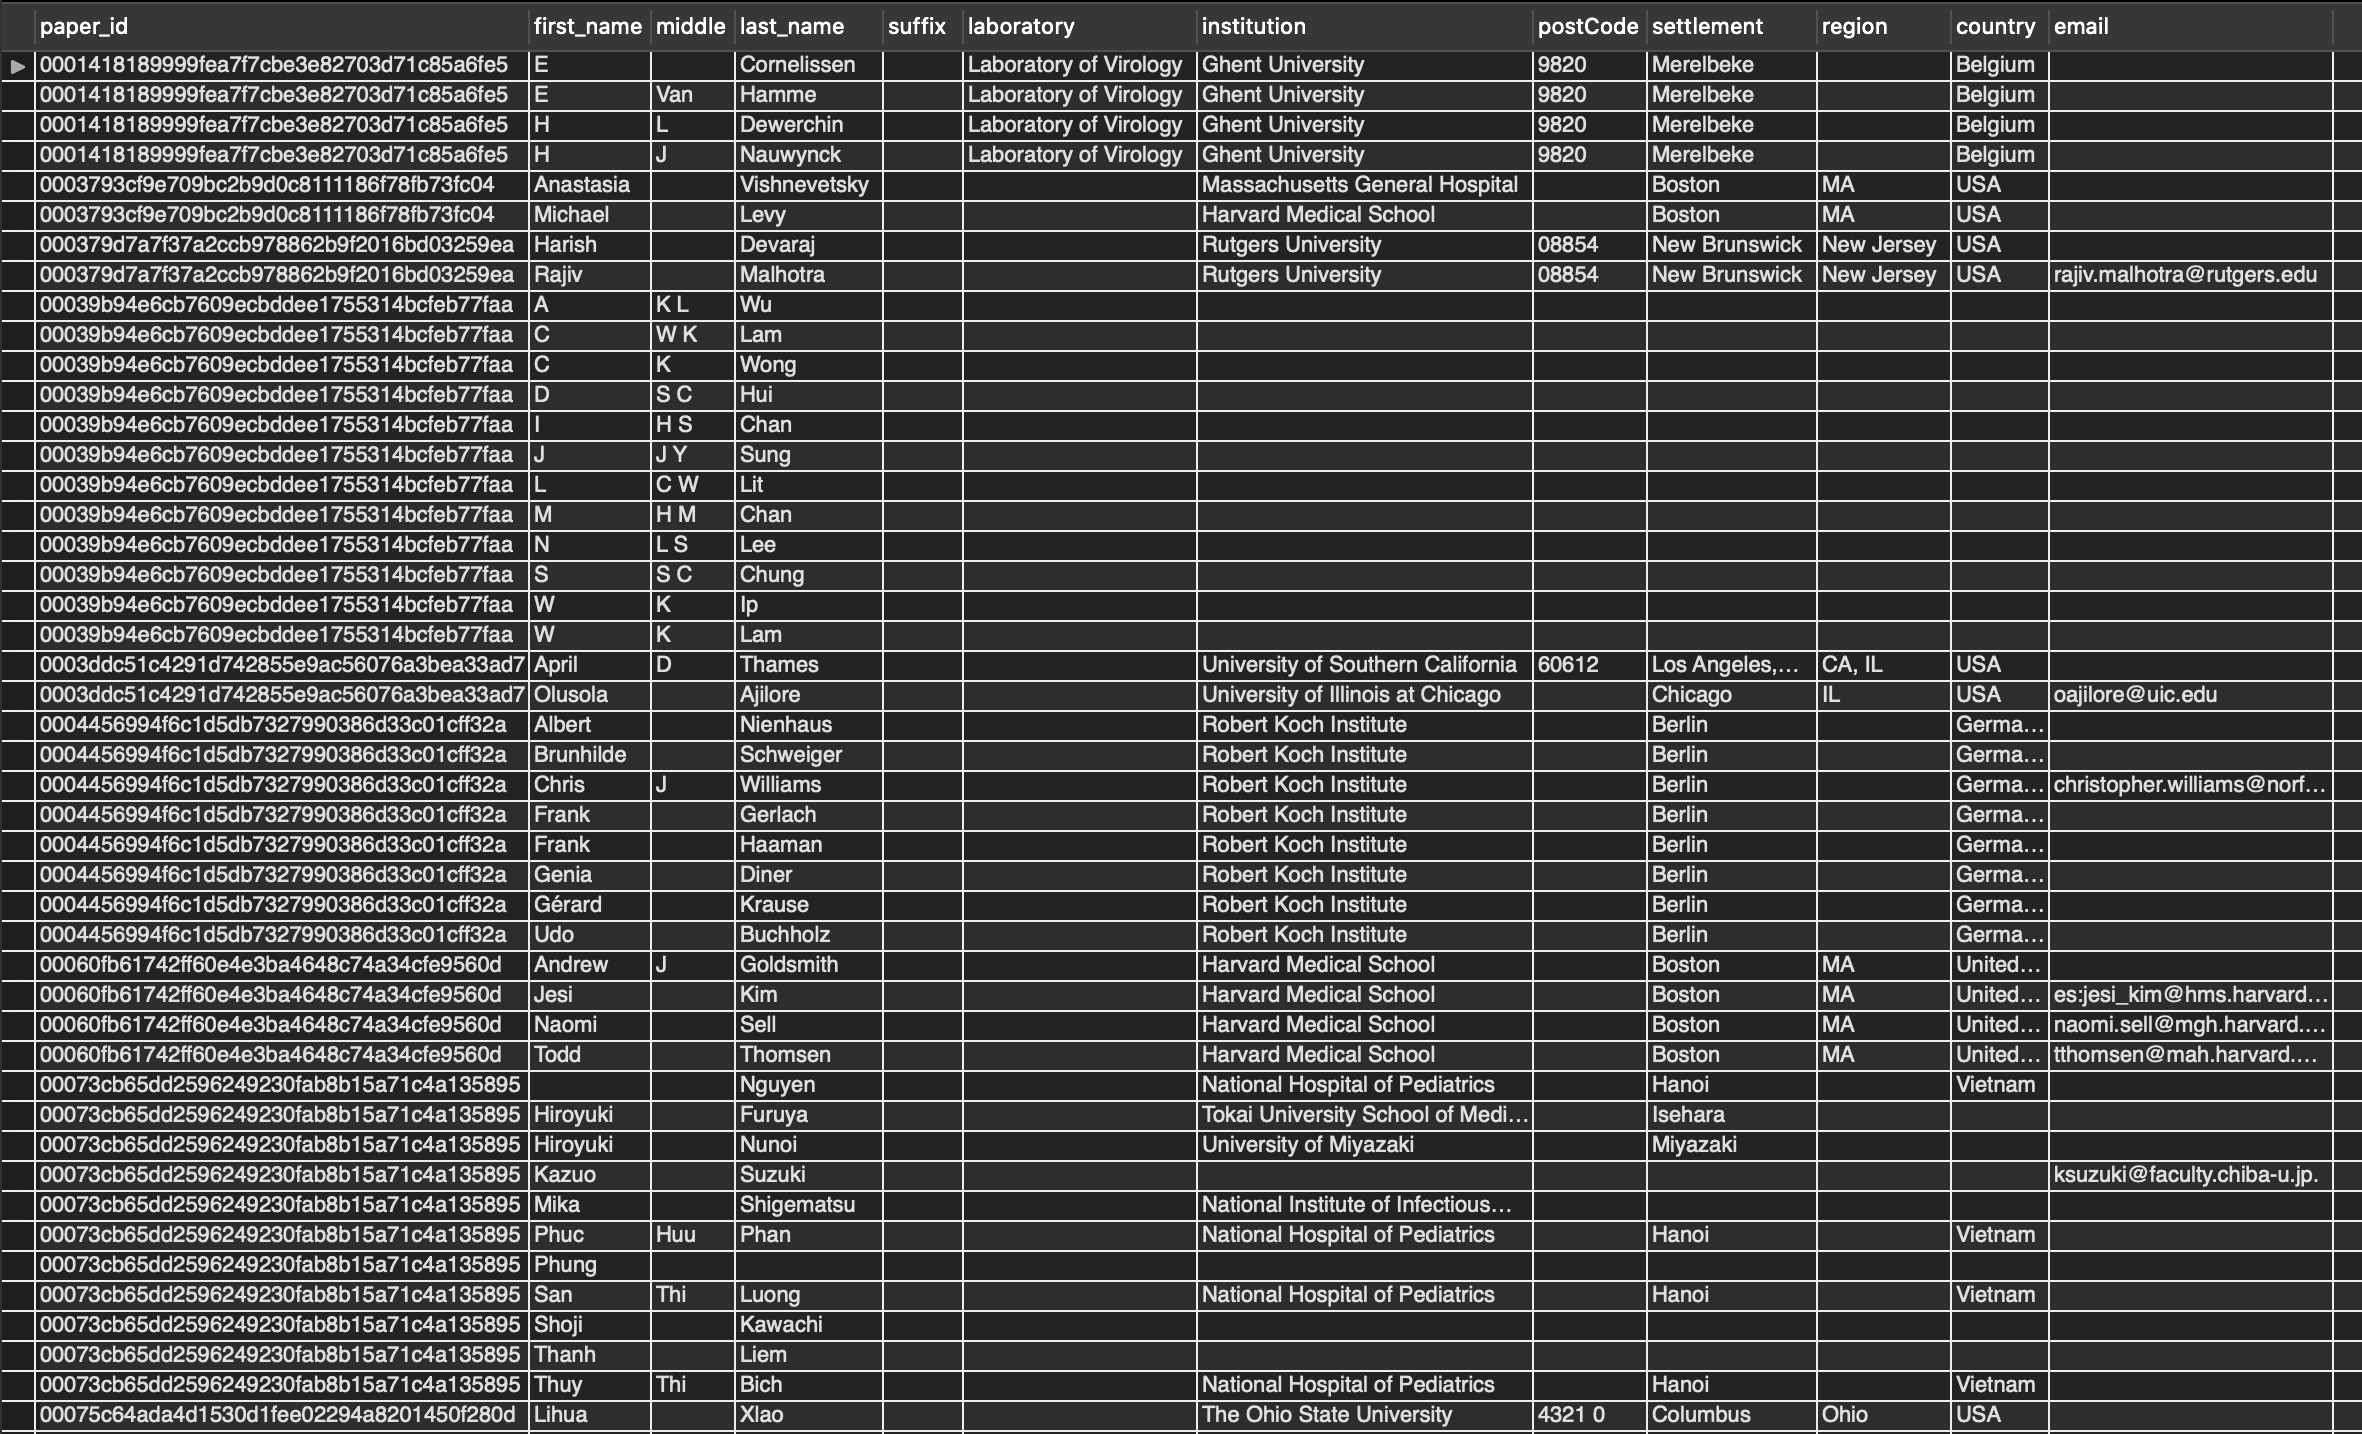 paper_id first_name middle last_name suffix laboratory institution postCode settlement region country email
0001418189999fea7f7cbe3e82703d71c85a6fe5 E Cornelissen Laboratory of Virology Ghent University 9820 Merelbeke Belgium
0001418189999fea7f7cbe3e82703d71c85a6fe5 E Van Hamme Laboratory of Virology Ghent University 9820 Merelbeke Belgium
0001418189999fea7f7cbe3e82703d71c85a6fe5 H L Dewerchin Laboratory of Virology Ghent University 9820 Merelbeke Belgium
0001418189999fea7f7cbe3e82703d71c85a6fe5 H J Nauwynck Laboratory of Virology Ghent University 9820 Merelbeke Belgium
0003793cf9e709bc2b9d0c8111186f78fb73fc04 Anastasia Vishnevetsky Massachusetts General Hospital Boston MA USA
0003793cf9e709bc2b9d0c8111186f78fb73fc04 Michael Levy Harvard Medical School Boston MA USA
000379d7a7f37a2ccb978862b9f2016bd03259ea Harish Devaraj Rutgers University 08854 New Brunswick New Jersey USA
000379d7a7f37a2ccb978862b9f2016bd03259ea Rajiv Malhotra Rutgers University 08854 New Brunswick New Jersey USA rajiv.malhotra@rutgers.edu
00039b94e6cb7609ecbddee1755314bcfeb77faa A K L Wu
00039b94e6cb7609ecbddee1755314bcfeb77faa C W K Lam
00039b94e6cb7609ecbddee1755314bcfeb77faa C K Wong
00039b94e6cb7609ecbddee1755314bcfeb77faa D S C Hui
00039b94e6cb7609ecbddee1755314bcfeb77faa I H S Chan
00039b94e6cb7609ecbddee1755314bcfeb77faa J J Y Sung
00039b94e6cb7609ecbddee1755314bcfeb77faa L C W Lit
00039b94e6cb7609ecbddee1755314bcfeb77faa M H M Chan
00039b94e6cb7609ecbddee1755314bcfeb77faa N L S Lee
00039b94e6cb7609ecbddee1755314bcfeb77faa S S C Chung
00039b94e6cb7609ecbddee1755314bcfeb77faa W K Ip
00039b94e6cb7609ecbddee1755314bcfeb77faa W K Lam
0003ddc51c4291d742855e9ac56076a3bea33ad7 April D Thames University of Southern California 60612 Los Angeles,... CA, IL USA
0003ddc51c4291d742855e9ac56076a3bea33ad7 Olusola Ajilore University of Illinois at Chicago Chicago IL USA oajilore@uic.edu
0004456994f6c1d5db7327990386d33c01cff32a Albert Nienhaus Robert Koch Institute Berlin Germa...
0004456994f6c1d5db7327990386d33c01cff32a Brunhilde Schweiger Robert Koch Institute Berlin Germa...
0004456994f6c1d5db7327990386d33c01cff32a Chris J Williams Robert Koch Institute Berlin Germa... christopher.williams@norf...
0004456994f6c1d5db7327990386d33c01cff32a Frank Gerlach Robert Koch Institute Berlin Germa...
0004456994f6c1d5db7327990386d33c01cff32a Frank Haaman Robert Koch Institute Berlin Germa...
0004456994f6c1d5db7327990386d33c01cff32a Genia Diner Robert Koch Institute Berlin Germa...
0004456994f6c1d5db7327990386d33c01cff32a Gérard Krause Robert Koch Institute Berlin Germa...
0004456994f6c1d5db7327990386d33c01cff32a Udo Buchholz Robert Koch Institute Berlin Germa...
00060fb61742ff60e4e3ba4648c74a34cfe9560d Andrew J Goldsmith Harvard Medical School Boston MA United...
00060fb61742ff60e4e3ba4648c74a34cfe9560d Jesi Kim Harvard Medical School Boston MA United... es:jesi_kim@hms.harvard...
00060fb61742ff60e4e3ba4648c74a34cfe9560d Naomi Sell Harvard Medical School Boston MA United... naomi.sell@mgh.harvard....
00060fb61742ff60e4e3ba4648c74a34cfe9560d Todd Thomsen Harvard Medical School Boston MA United... tthomsen@mah.harvard....
00073cb65dd2596249230fab8b15a71c4a135895 Nguyen National Hospital of Pediatrics Hanoi Vietnam
00073cb65dd2596249230fab8b15a71c4a135895 Hiroyuki Furuya Tokai University School of Medi... Isehara
00073cb65dd2596249230fab8b15a71c4a135895 Hiroyuki Nunoi University of Miyazaki Miyazaki
00073cb65dd2596249230fab8b15a71c4a135895 Kazuo Suzuki ksuzuki@faculty.chiba-u.jp.
00073cb65dd2596249230fab8b15a71c4a135895 Mika Shigematsu National Institute of Infectious...
00073cb65dd2596249230fab8b15a71c4a135895 Phuc Huu Phan National Hospital of Pediatrics Hanoi Vietnam
00073cb65dd2596249230fab8b15a71c4a135895 Phung
00073cb65dd2596249230fab8b15a71c4a135895 San Thi Luong National Hospital of Pediatrics Hanoi Vietnam
00073cb65dd2596249230fab8b15a71c4a135895 Shoji Kawachi
00073cb65dd2596249230fab8b15a71c4a135895 Thanh Liem
00073cb65dd2596249230fab8b15a71c4a135895 Thuy Thi Bich National Hospital of Pediatrics Hanoi Vietnam
00075c64ada4d1530d1fee02294a8201450f280d Lihua Xlao The Ohio State University 4321 0 Columbus Ohio USA